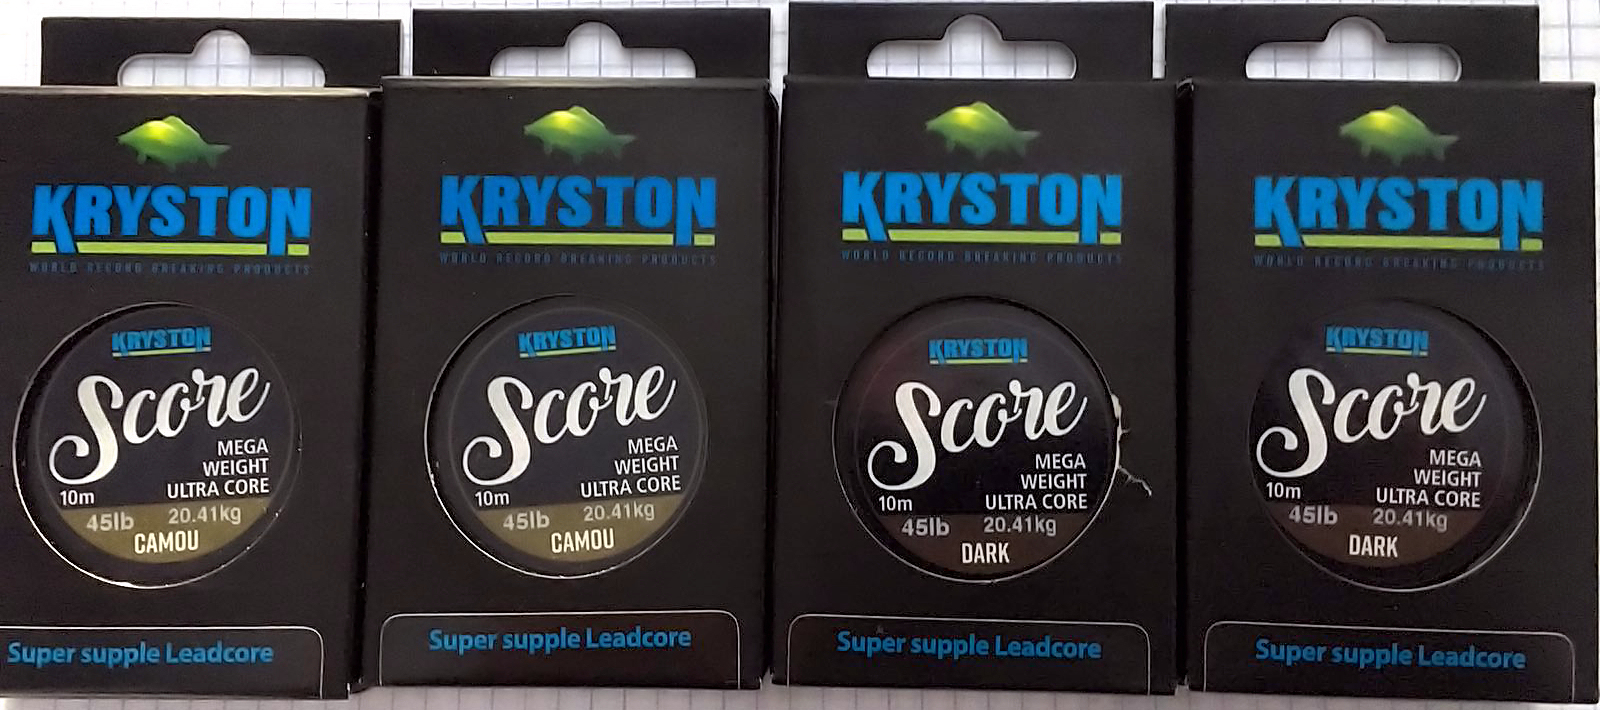 KRYSTON
WORLD RECORD BREAKING PRODUCTS
KRYSTON
Score
MEGA
WEIGHT
ULTRA CORE
10m
45lb 20.41kg
CAMOU
Super supple Leadcore
KRYSTON
WORLD RECORD BREAKING PRODUCTS
KRYSTON
Score
MEGA
WEIGHT
ULTRA CORE
10m
45lb 20.41kg
CAMOU
Super supple Leadcore
KRYSTON
WORLD RECORD BREAKING PRODUCTS
KRYSTON
Score
MEGA
WEIGHT
ULTRA CORE
10m
45lb 20.41kg
DARK
Super supple Leadcore
KRYSTON
WORLD RECORD BREAKING PRODUCTS
KRYSTON
Score
MEGA
WEIGHT
ULTRA CORE
10m
45lb 20.41kg
DARK
Super supple Leadcore